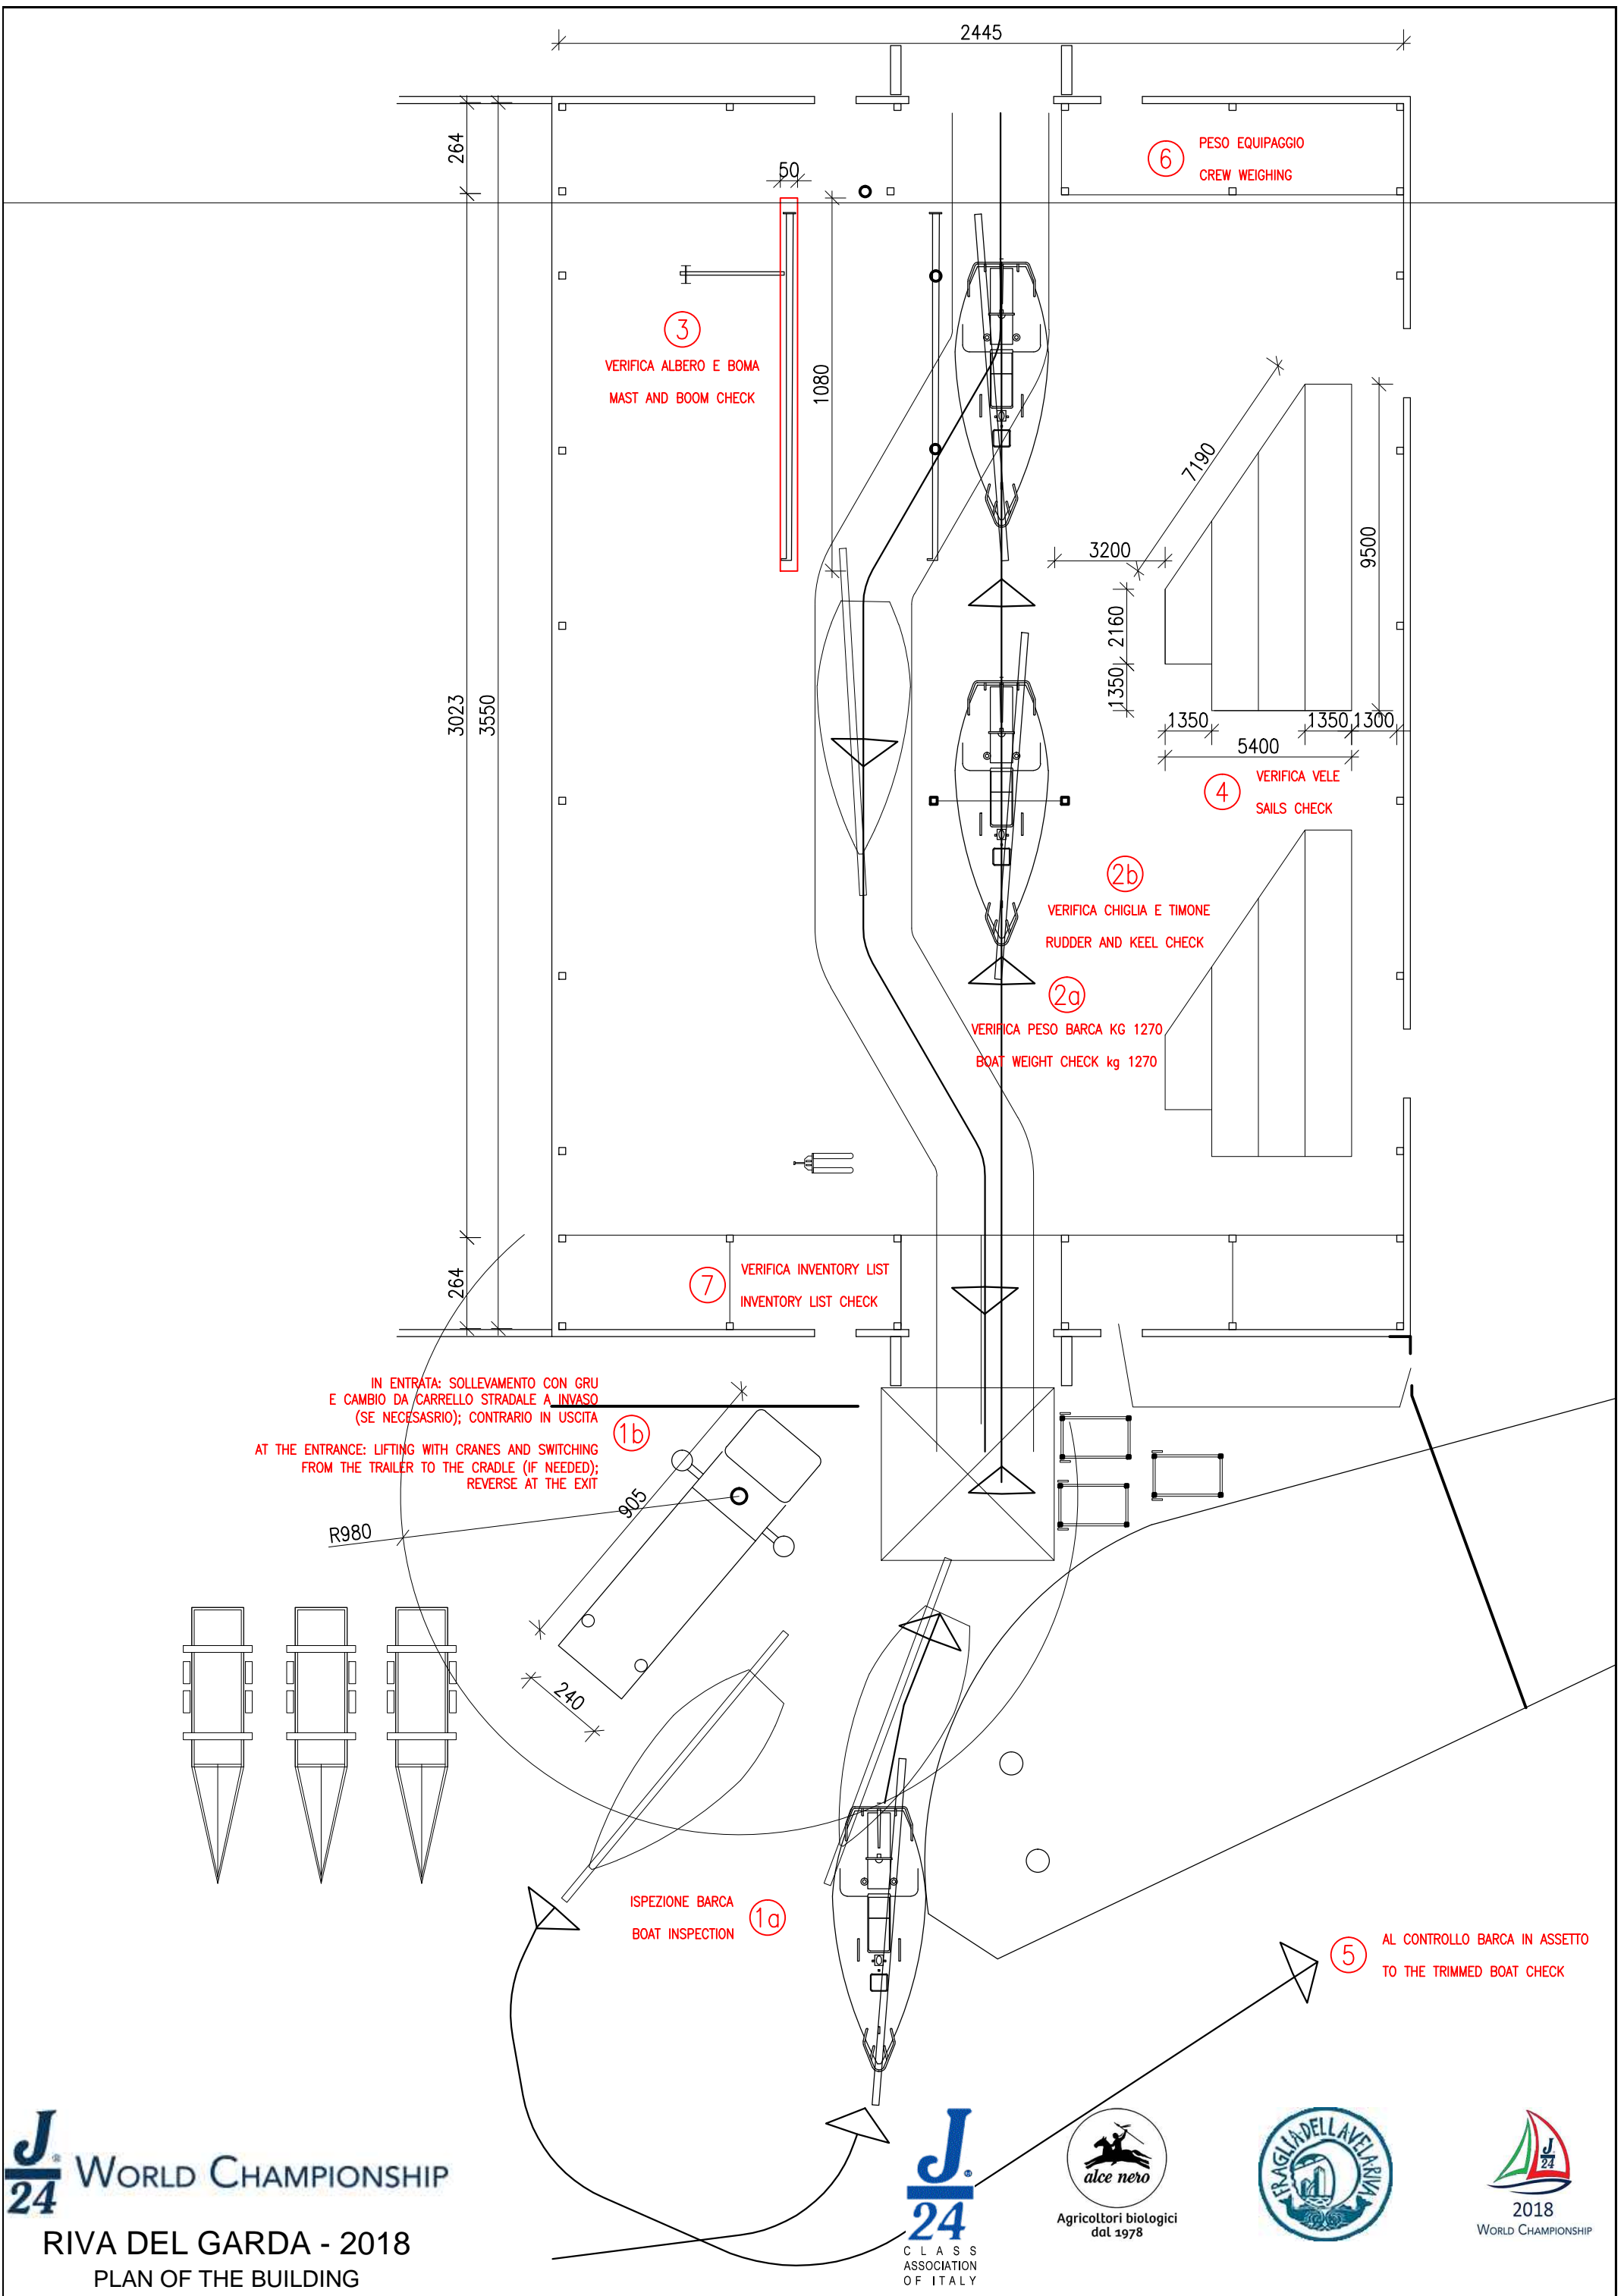 2445
264
50
6
PESO EQUIPAGGIO
CREW WEIGHING
3
VERIFICA ALBERO E BOMA
MAST AND BOOM CHECK
1080
7190
9500
3200
2160
1350
3023
3550
1350
1350
1300
5400
4
VERIFICA VELE
SAILS CHECK
2b
VERIFICA CHIGLIA E TIMONE
RUDDER AND KEEL CHECK
2a
VERIFICA PESO BARCA KG 1270
BOAT WEIGHT CHECK kg 1270
264
7
VERIFICA INVENTORY LIST
INVENTORY LIST CHECK
IN ENTRATA: SOLLEVAMENTO CON GRU
E CAMBIO DA CARRELLO STRADALE A INVASO
(SE NECESASRIO); CONTRARIO IN USCITA
1b
AT THE ENTRANCE: LIFTING WITH CRANES AND SWITCHING
FROM THE TRAILER TO THE CRADLE (IF NEEDED);
REVERSE AT THE EXIT
905
R980
240
ISPEZIONE BARCA
BOAT INSPECTION
1a
5
AL CONTROLLO BARCA IN ASSETTO
TO THE TRIMMED BOAT CHECK
J®
24
WORLD CHAMPIONSHIP
RIVA DEL GARDA - 2018
PLAN OF THE BUILDING
J®
24
CLASS
ASSOCIATION
OF ITALY
alce nero
Agricoltori biologici
dal 1978
FRAGLIA DELLA VELA RIVA
J
24
2018
WORLD CHAMPIONSHIP